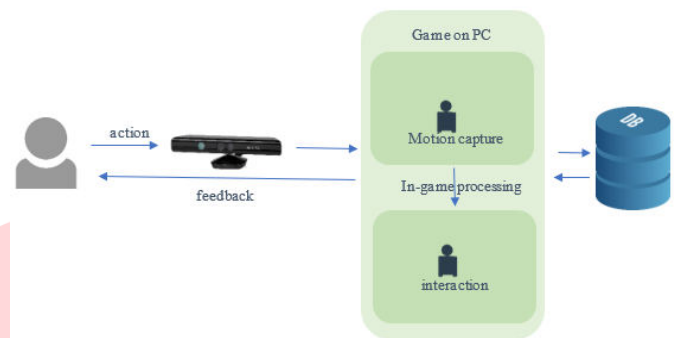 Game on PC
action
Motion capture
In-game processing
feedback
interaction
DB